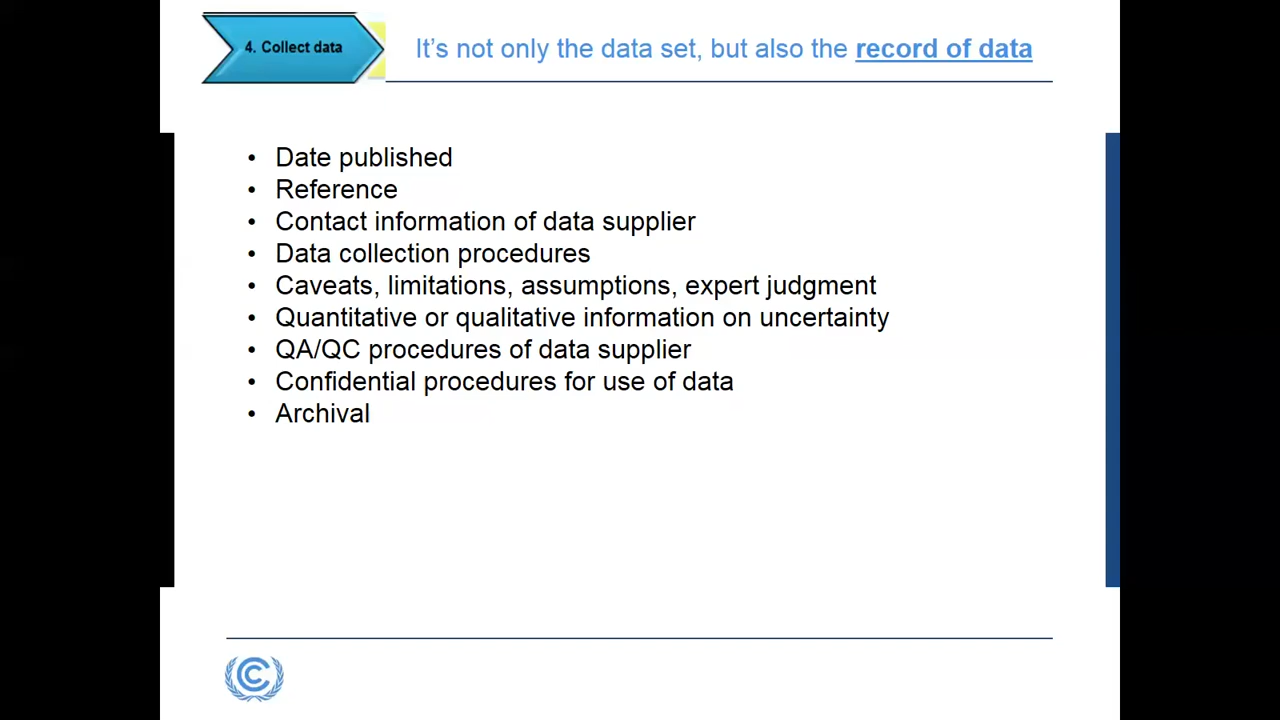 4. Collect data
It's not only the data set, but also the record of data
• Date published
• Reference
• Contact information of data supplier
• Data collection procedures
• Caveats, limitations, assumptions, expert judgment
• Quantitative or qualitative information on uncertainty
• QA/QC procedures of data supplier
• Confidential procedures for use of data
• Archival